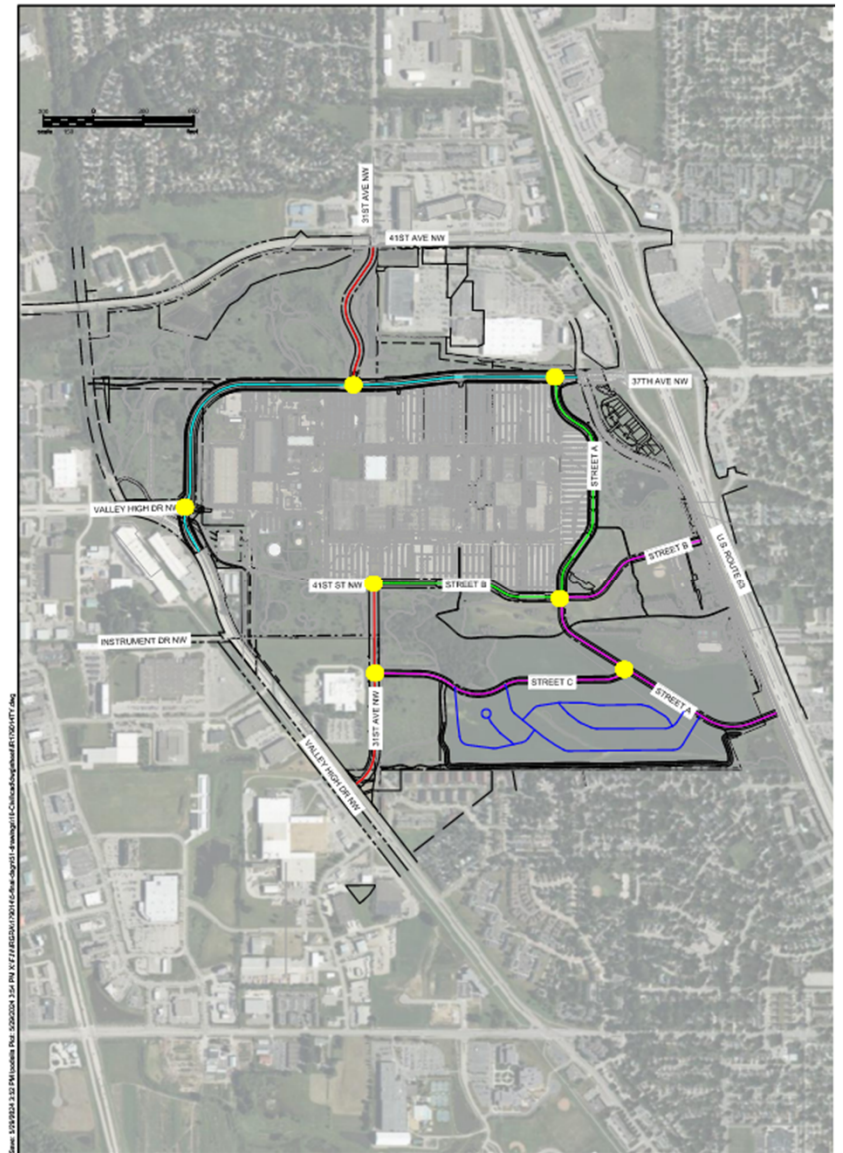 31ST AVE NW
41ST AVE NW
37TH AVE NW
STREET A
VALLEY HIGH DR NW
STREET B
U.S. ROUTE 63
41ST ST NW
STREET B
INSTRUMENT DR NW
STREET C
STREET A
31ST AVE NW
VALLEY HIGH DR NW